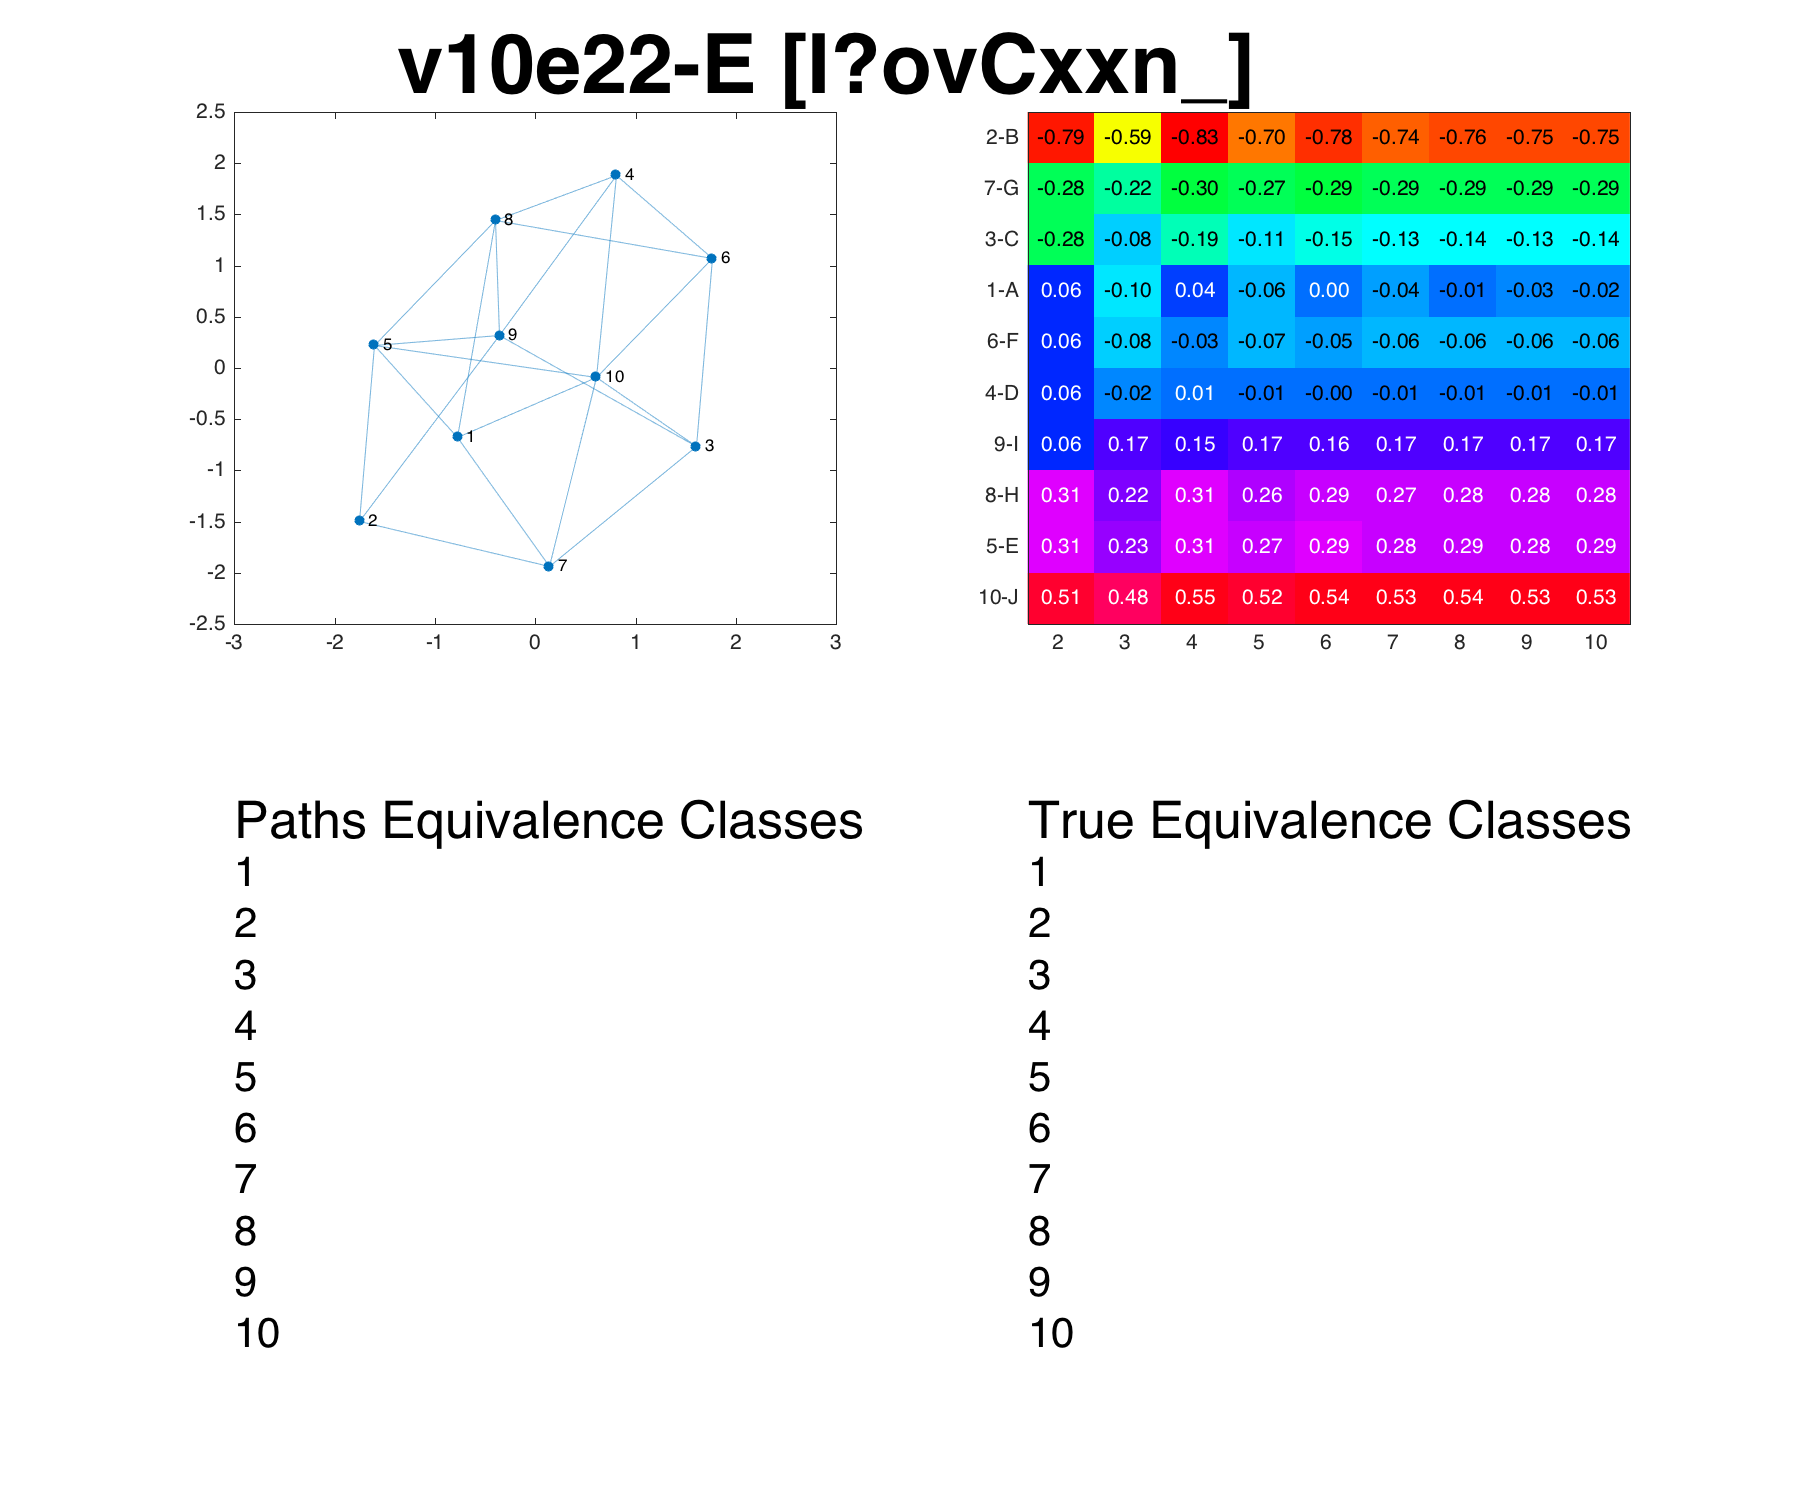 v10e22-E [I?ovCxxn_]
2.5
2
1.5
1
0.5
0
-0.5
-1
-1.5
-2
-2.5
-3 -2 -1 0 1 2 3
4
8
6
9
5
10
1
3
2
7
2-B -0.79 -0.59 -0.83 -0.70 -0.78 -0.74 -0.76 -0.75 -0.75
7-G -0.28 -0.22 -0.30 -0.27 -0.29 -0.29 -0.29 -0.29 -0.29
3-C -0.28 -0.08 -0.19 -0.11 -0.15 -0.13 -0.14 -0.13 -0.14
1-A 0.06 -0.10 0.04 -0.06 0.00 -0.04 -0.01 -0.03 -0.02
6-F 0.06 -0.08 -0.03 -0.07 -0.05 -0.06 -0.06 -0.06 -0.06
4-D 0.06 -0.02 0.01 -0.01 -0.00 -0.01 -0.01 -0.01 -0.01
9-I 0.06 0.17 0.15 0.17 0.16 0.17 0.17 0.17 0.17
8-H 0.31 0.22 0.31 0.26 0.29 0.27 0.28 0.28 0.28
5-E 0.31 0.23 0.31 0.27 0.29 0.28 0.29 0.28 0.29
10-J 0.51 0.48 0.55 0.52 0.54 0.53 0.54 0.53 0.53
2 3 4 5 6 7 8 9 10
Paths Equivalence Classes
1
2
3
4
5
6
7
8
9
10
True Equivalence Classes
1
2
3
4
5
6
7
8
9
10